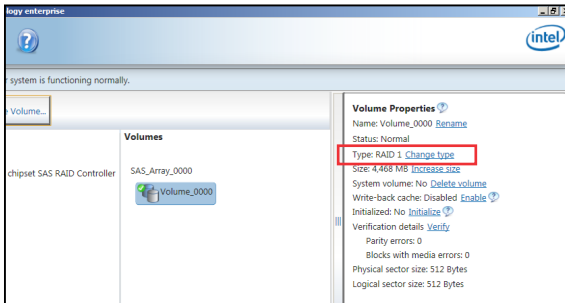 logy enterprise
intel
r system is functioning normally.
Volume...
Volumes
chipset SAS RAID Controller
SAS_Array_0000
Volume_0000
Volume Properties
Name: Volume_0000 Rename
Status: Normal
Type: RAID 1 Change type
Size: 4,468 MB Increase size
System volume: No Delete volume
Write-back cache: Disabled Enable
Initialized: No Initialize
Verification details Verify
Parity errors: 0
Blocks with media errors: 0
Physical sector size: 512 Bytes
Logical sector size: 512 Bytes